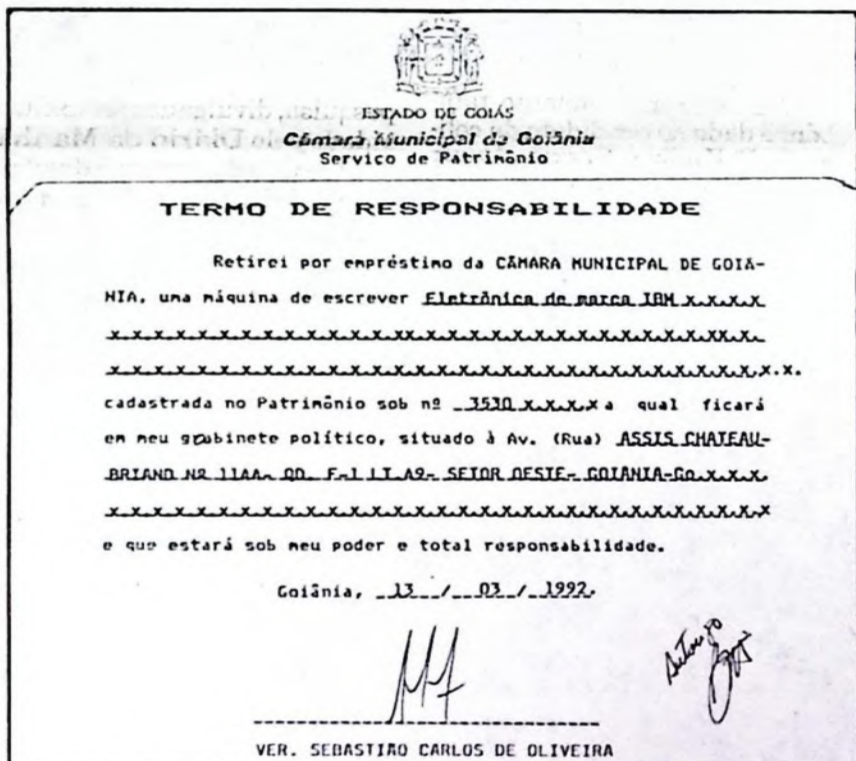 ESTADO DE GOIÁS
Câmara Municipal de Goiânia
Servico de Patrimônio
TERMO DE RESPONSABILIDADE
Retirei por empréstimo da CÂMARA MUNICIPAL DE GOIÂ-
NIA, uma máquina de escrever Eletrônica de marca IBM x.x.x.x
x.x.x.x.x.x.x.x.x.x.x.x.x.xx.x.x.x.x.x.x.x.x.x.x.x.x.x.xx.
x.x.x.x.x.x.x.x.x.x.x.x.x.x.x.x.x.x.x.x.x.x.x.x.x.x.x.x.x.x.x.
cadastrada no Patrimônio sob nº 3530 x.x.x.x a qual ficará
em meu gabinete político, situado à Av. (Rua) ASSIS CHATEAU-
BRIAND Nº 11AA- QD. F-1 LT A9- SETOR OESTE- GOIANIA-Go x.x.x.
x.x.x.x.x.x.x.x.x.x.x.x.x.x.x.x.x.x.x.x.x.x.x.x.x.x.x.x.x.x
e que estará sob meu poder e total responsabilidade.
Goiânia, 13 / 03 / 1992.
VER. SEBASTIÃO CARLOS DE OLIVEIRA